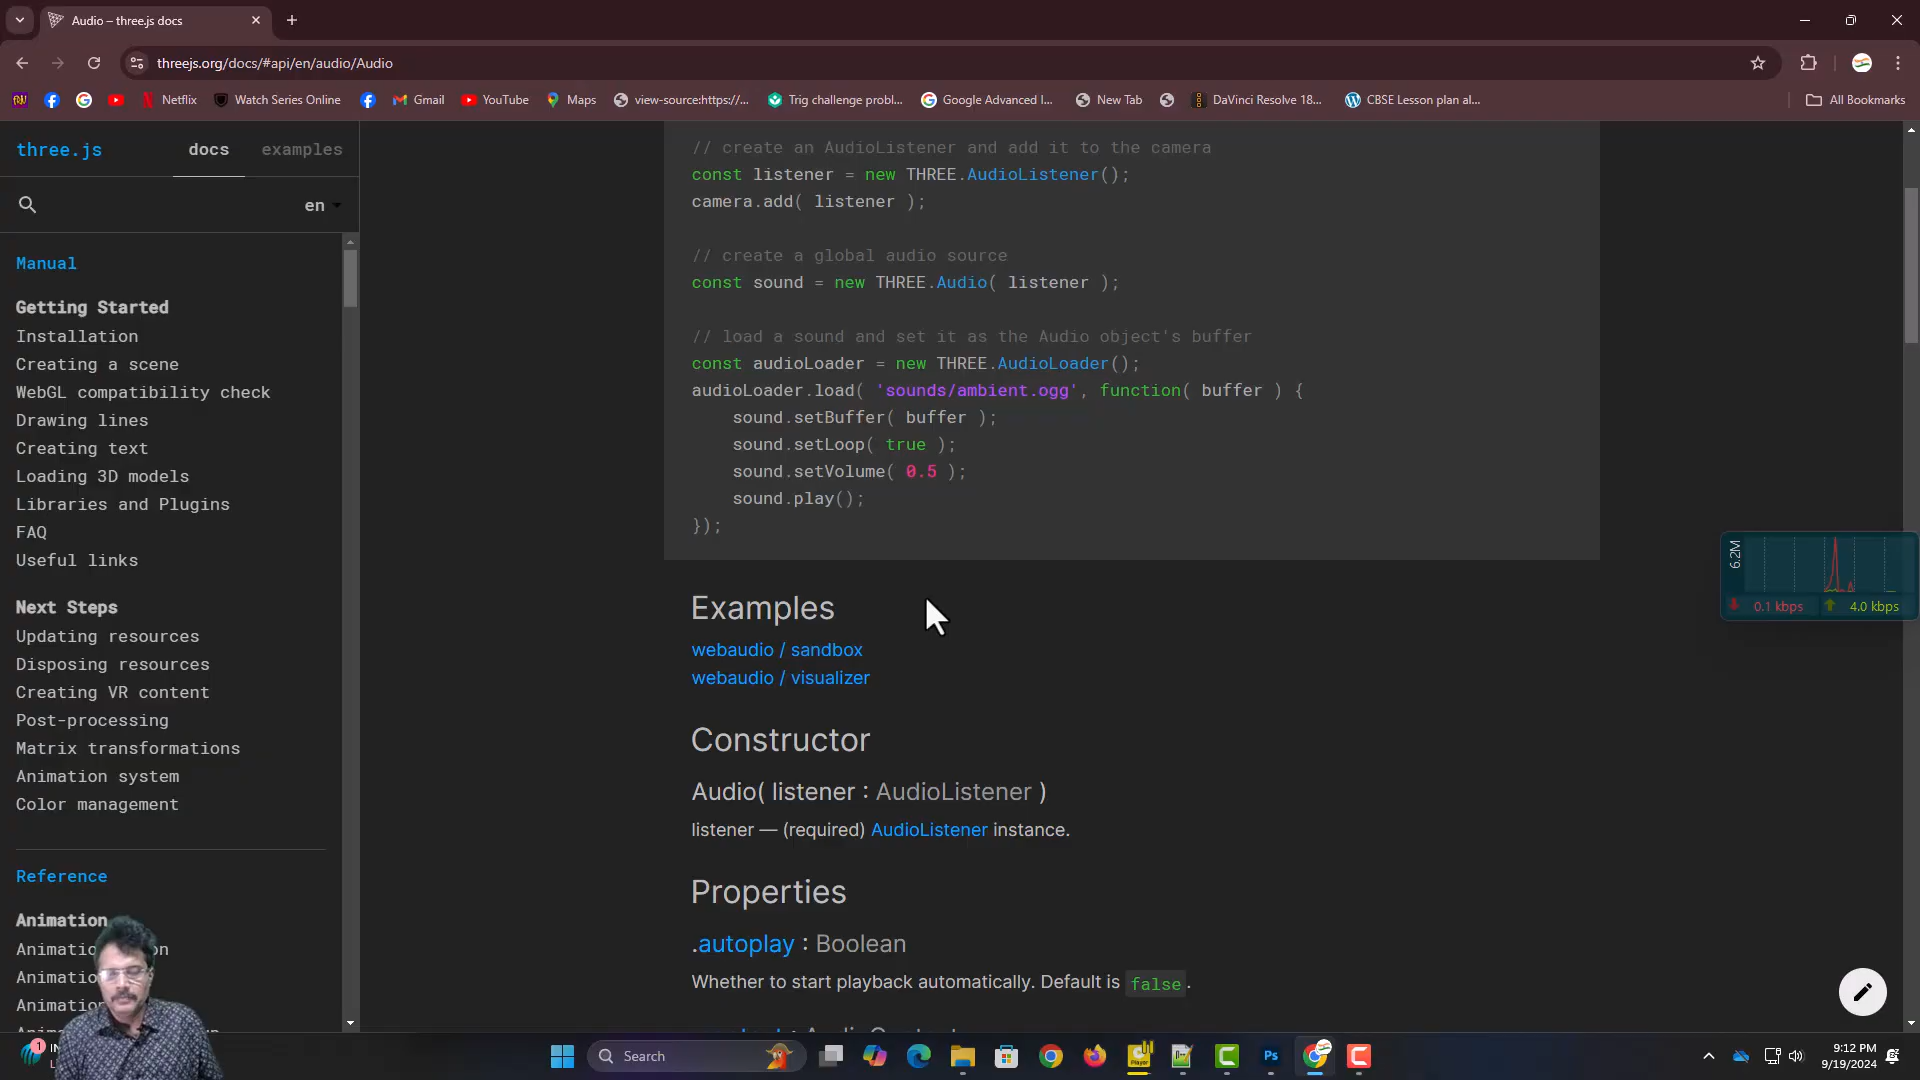 Audio – three.js docs
threejs.org/docs/#api/en/audio/Audio
Netflix
Watch Series Online
Gmail
YouTube
Maps
view-source:https://...
Trig challenge probl...
Google Advanced I...
New Tab
DaVinci Resolve 18...
CBSE Lesson plan al...
All Bookmarks
three.js
docs
examples
en
Manual
Getting Started
Installation
Creating a scene
WebGL compatibility check
Drawing lines
Creating text
Loading 3D models
Libraries and Plugins
FAQ
Useful links
Next Steps
Updating resources
Disposing resources
Creating VR content
Post-processing
Matrix transformations
Animation system
Color management
Reference
Animation
// create an AudioListener and add it to the camera
const listener = new THREE.AudioListener();
camera.add( listener );
// create a global audio source
const sound = new THREE.Audio( listener );
// load a sound and set it as the Audio object's buffer
const audioLoader = new THREE.AudioLoader();
audioLoader.load( 'sounds/ambient.ogg', function( buffer ) {
sound.setBuffer( buffer );
sound.setLoop( true );
sound.setVolume( 0.5 );
sound.play();
});
Examples
webaudio / sandbox
webaudio / visualizer
Constructor
Audio( listener : AudioListener )
listener — (required) AudioListener instance.
Properties
.autoplay : Boolean
Whether to start playback automatically. Default is false.
6.2M
0.1 kbps
4.0 kbps
1
Search
9:12 PM
9/19/2024